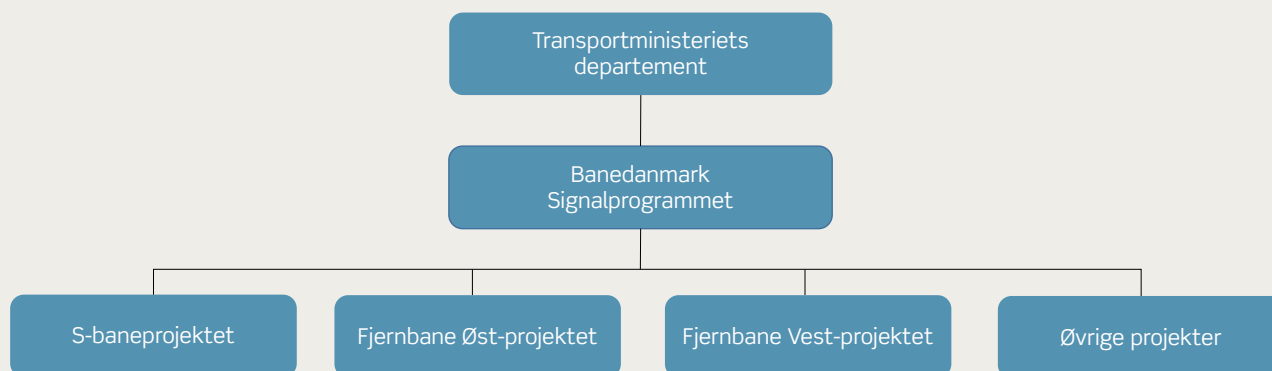 Transportministeriets
departement
Banedanmark
Signalprogrammet
S-baneprojektet
Fjernbane Øst-projektet
Fjernbane Vest-projektet
Øvrige projekter